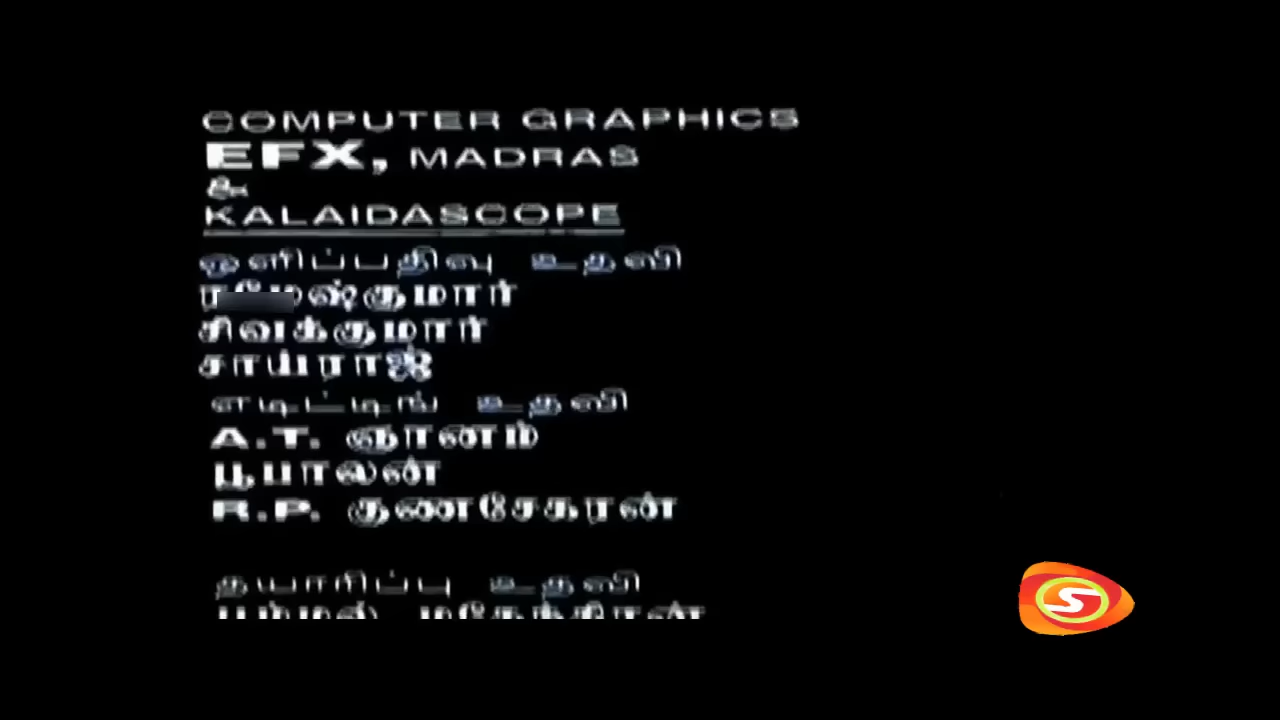 COMPUTER GRAPHICS
EFX, MADRAS
&
KALAIDASCOPE
ஒளிப்பதிவு உதவி
சிவக்குமார்
சாய்ராஜ்
எடிட்டிங் உதவி
A.T. ஞானம்
பூபாலன்
R.P. குணசேகரன்
தயாரிப்பு உதவி